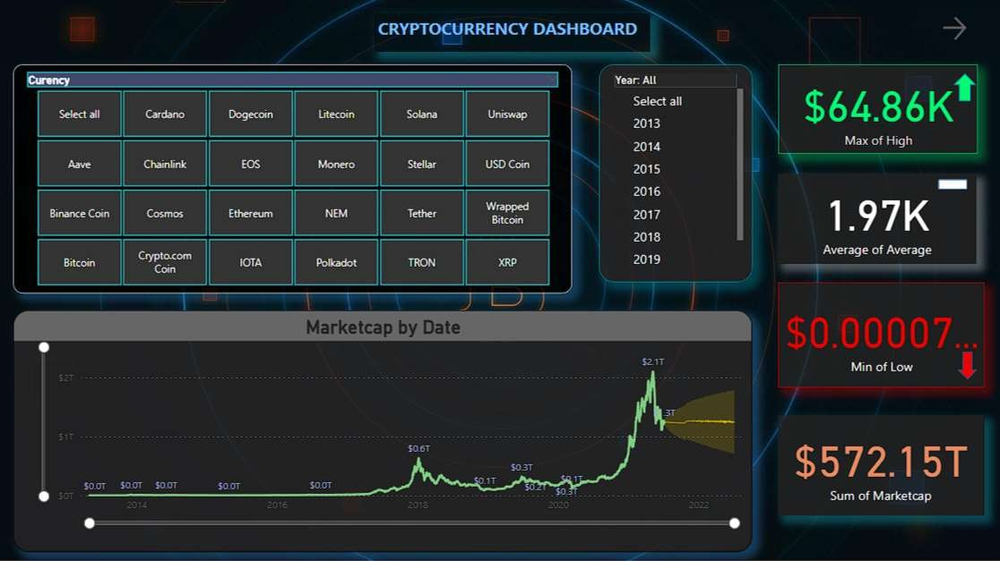 CRYPTOCURRENCY DASHBOARD
Curency
Select all
Cardano
Dogecoin
Litecoin
Solana
Uniswap
Aave
Chainlink
EOS
Monero
Stellar
USD Coin
Binance Coin
Cosmos
Ethereum
NEM
Tether
Wrapped
Bitcoin
Bitcoin
Crypto.com
Coin
IOTA
Polkadot
TRON
XRP
Year: All
Select all
2013
2014
2015
2016
2017
2018
2019
$64.86K
Max of High
1.97K
Average of Average
$0.00007...
Min of Low
$572.15T
Sum of Marketcap
Marketcap by Date
$2T
$1T
$0T
$0.0T
$0.0T
$0.0T
$0.0T
$0.0T
$0.6T
$0.1T
$0.3T
$0.2T
$0.1T
$0.3T
$2.1T
.3T
2014
2016
2018
2020
2022